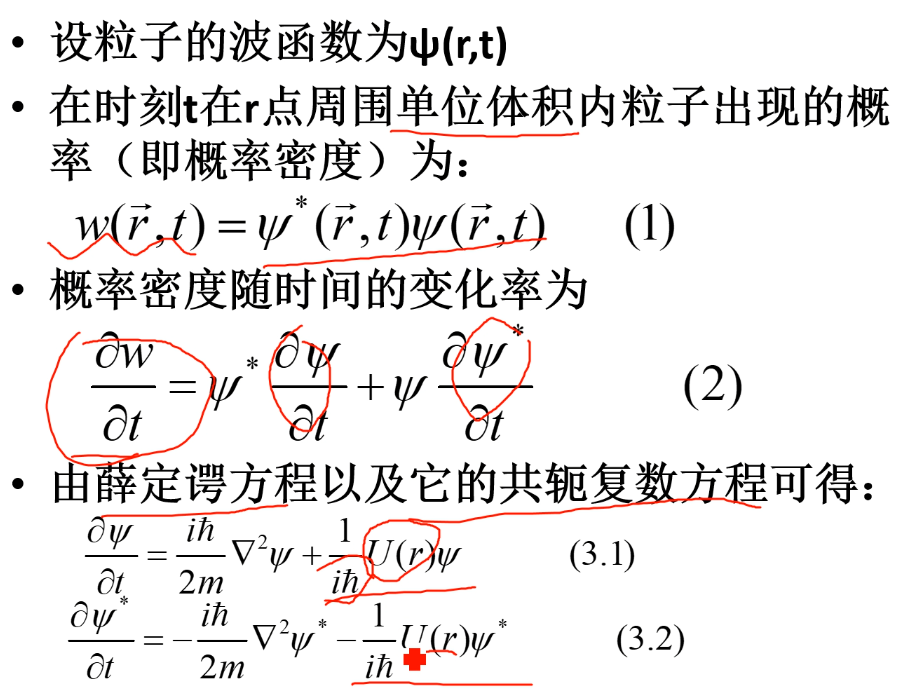 • 设粒子的波函数为ψ(r,t)
• 在时刻t在r点周围单位体积内粒子出现的概
率（即概率密度）为：
$w(\vec{r},t)=\psi^{*}(\vec{r},t)\psi(\vec{r},t)$ (1)
• 概率密度随时间的变化率为
$\frac{\partial w}{\partial t}=\psi^{*}\frac{\partial \psi}{\partial t}+\psi\frac{\partial \psi^{*}}{\partial t}$ (2)
• 由薛定谔方程以及它的共轭复数方程可得：
$\frac{\partial \psi}{\partial t}=\frac{i\hbar}{2m}\nabla^{2}\psi+\frac{1}{i\hbar}U(r)\psi$ (3.1)
$\frac{\partial \psi^{*}}{\partial t}=-\frac{i\hbar}{2m}\nabla^{2}\psi^{*}-\frac{1}{i\hbar}U(r)\psi^{*}$ (3.2)